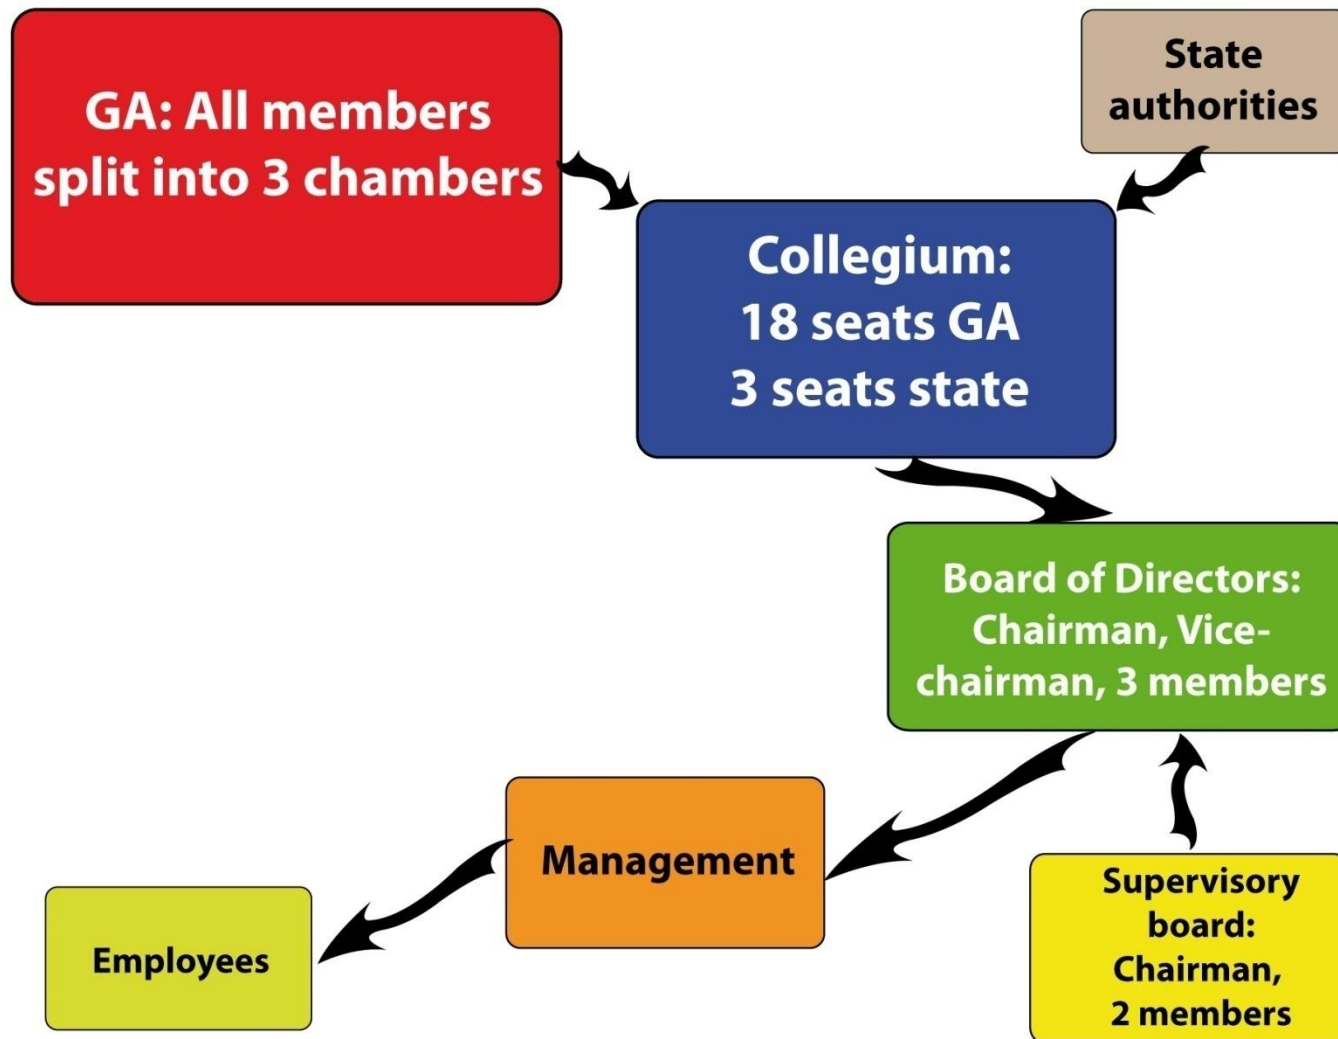 GA: All members
split into 3 chambers
State
authorities
Collegium:
18 seats GA
3 seats state
Board of Directors:
Chairman, Vice-
chairman, 3 members
Management
Employees
Supervisory
board:
Chairman,
2 members